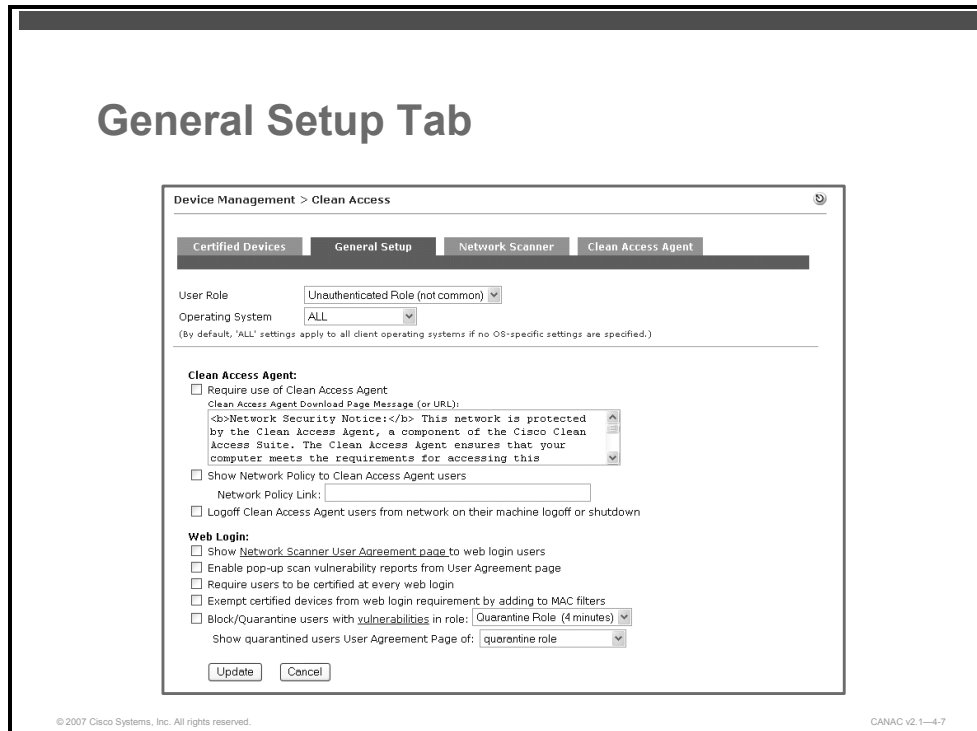 General Setup Tab
Device Management > Clean Access
Certified Devices General Setup Network Scanner Clean Access Agent
User Role Unauthenticated Role (not common)
Operating System ALL
(By default, 'ALL' settings apply to all client operating systems if no OS-specific settings are specified.)
Clean Access Agent:
Require use of Clean Access Agent
Clean Access Agent Download Page Message (or URL):
<b>Network Security Notice:</b> This network is protected
by the Clean Access Agent, a component of the Cisco Clean
Access Suite. The Clean Access Agent ensures that your
computer meets the requirements for accessing this
Show Network Policy to Clean Access Agent users
Network Policy Link:
Logoff Clean Access Agent users from network on their machine logoff or shutdown
Web Login:
Show Network Scanner User Agreement page to web login users
Enable pop-up scan vulnerability reports from User Agreement page
Require users to be certified at every web login
Exempt certified devices from web login requirement by adding to MAC filters
Block/Quarantine users with vulnerabilities in role: Quarantine Role (4 minutes)
Show quarantined users User Agreement Page of: quarantine role
Update Cancel
© 2007 Cisco Systems, Inc. All rights reserved. CANAC v2.1—4-7